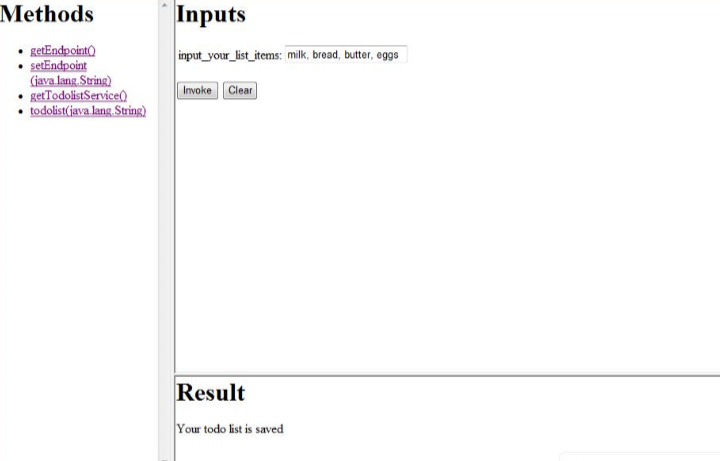 Methods
getEndpoint()
setEndpoint
(java.lang.String)
getTodolistService()
todolist(java.lang.String)
Inputs
input_your_list_items: milk, bread, butter, eggs
Invoke Clear
Result
Your todo list is saved